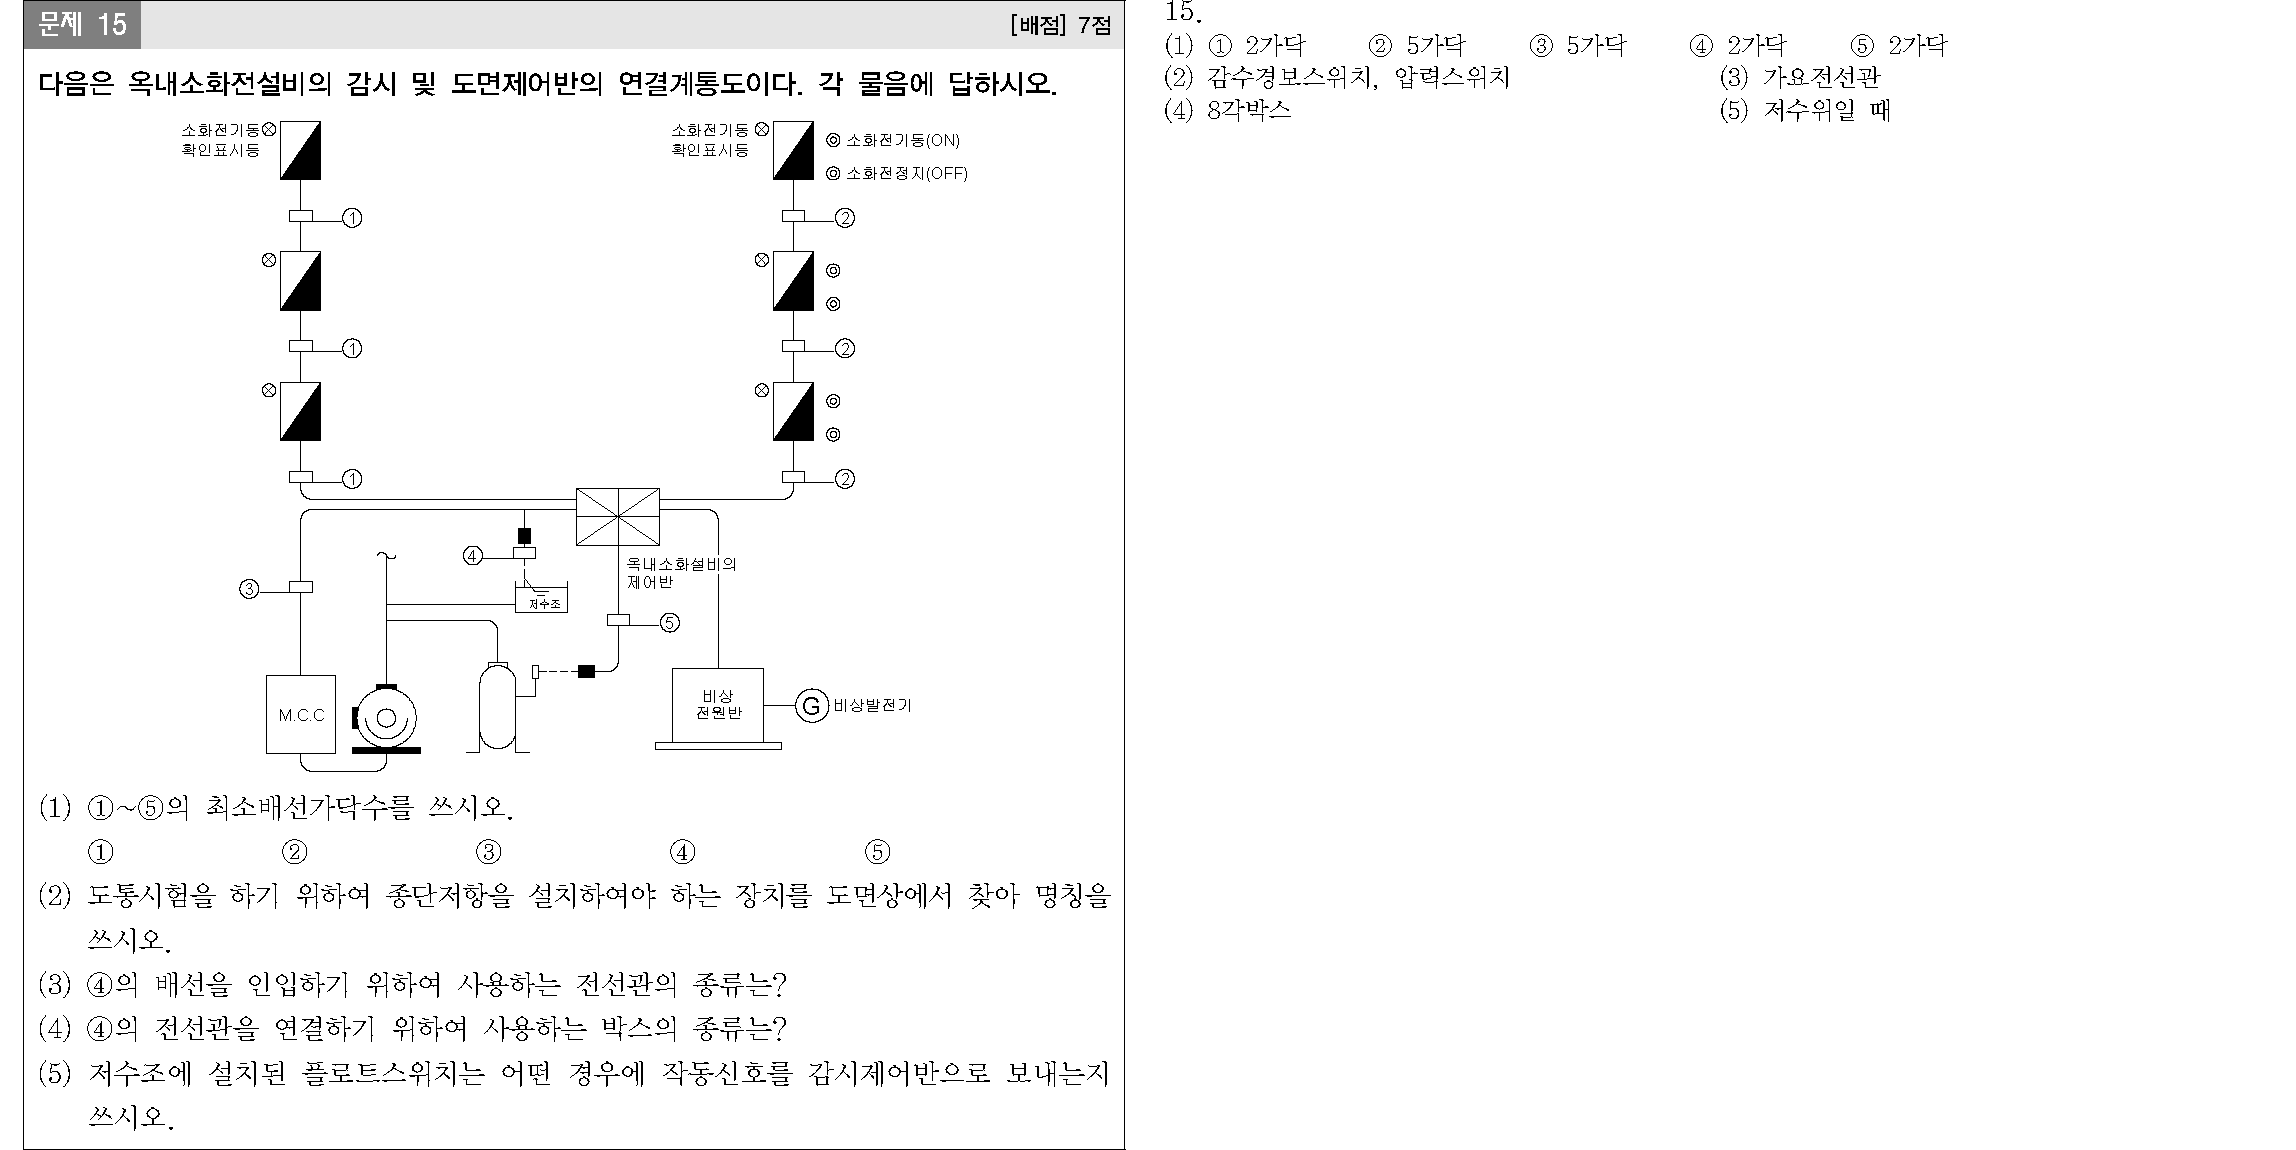 문제 15 [배점] 7점
다음은 옥내소화전설비의 감시 및 도면제어반의 연결계통도이다. 각 물음에 답하시오.
소화전기동
확인표시등
소화전기동
확인표시등
소화전기동(ON)
소화전정지(OFF)
①
②
①
②
①
②
④
옥내소화설비의
제어반
③
저수조
⑤
M.C.C
비상
전원반
G 비상발전기
(1) ①~⑤의 최소배선가닥수를 쓰시오.
① ② ③ ④ ⑤
(2) 도통시험을 하기 위하여 종단저항을 설치하여야 하는 장치를 도면상에서 찾아 명칭을
쓰시오.
(3) ④의 배선을 인입하기 위하여 사용하는 전선관의 종류는?
(4) ④의 전선관을 연결하기 위하여 사용하는 박스의 종류는?
(5) 저수조에 설치된 플로트스위치는 어떤 경우에 작동신호를 감시제어반으로 보내는지
쓰시오.
15.
(1) ① 2가닥 ② 5가닥 ③ 5가닥 ④ 2가닥 ⑤ 2가닥
(2) 감수경보스위치, 압력스위치 (3) 가요전선관
(4) 8각박스 (5) 저수위일 때